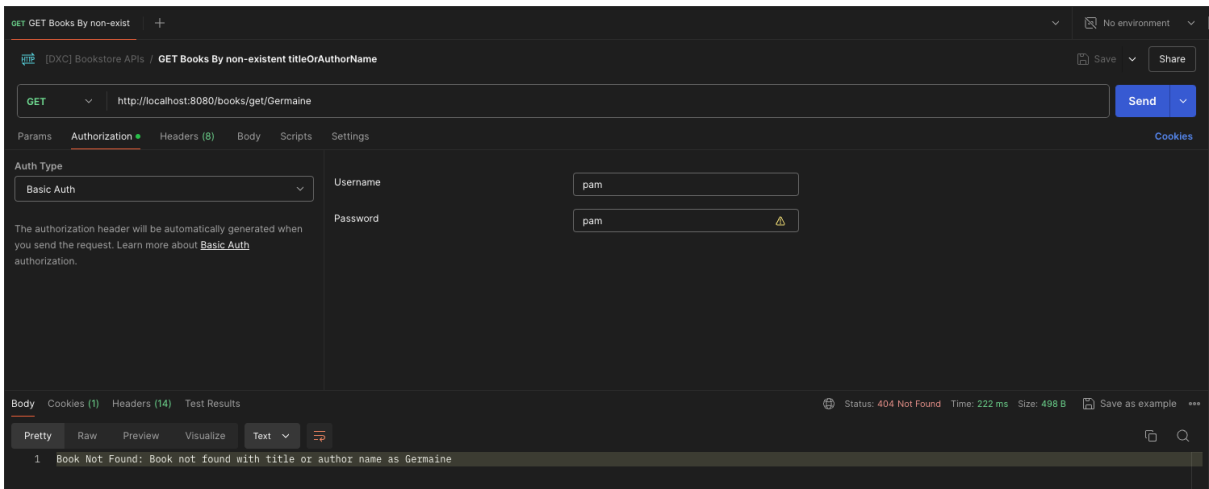 GET GET Books By non-exist
No environment
HTTP [DXC] Bookstore APIs / GET Books By non-existent titleOrAuthorName
Save
Share
GET http://localhost:8080/books/get/Germaine
Send
Params Authorization Headers (8) Body Scripts Settings
Cookies
Auth Type
Basic Auth
The authorization header will be automatically generated when
you send the request. Learn more about Basic Auth
authorization.
Username pam
Password pam
Body Cookies (1) Headers (14) Test Results
Status: 404 Not Found Time: 222 ms Size: 498 B Save as example
Pretty Raw Preview Visualize Text
1 Book Not Found: Book not found with title or author name as Germaine